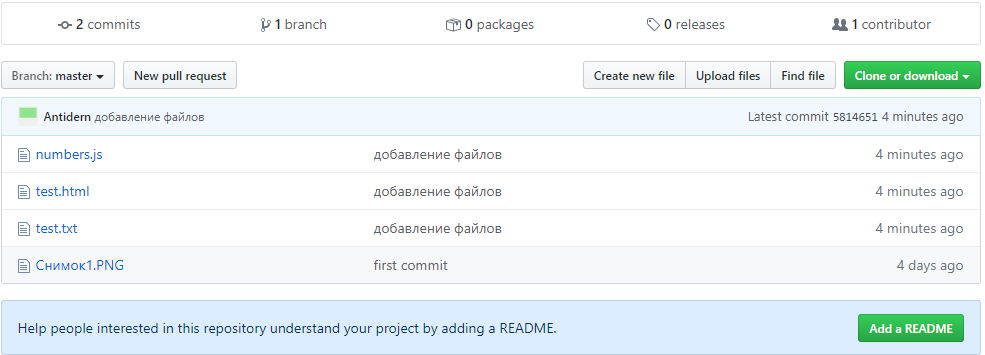 2 commits 1 branch 0 packages 0 releases 1 contributor
Branch: master New pull request Create new file Upload files Find file Clone or download
Antidern добавление файлов Latest commit 5814651 4 minutes ago
numbers.js добавление файлов 4 minutes ago
test.html добавление файлов 4 minutes ago
test.txt добавление файлов 4 minutes ago
Снимок1.PNG first commit 4 days ago
Help people interested in this repository understand your project by adding a README. Add a README